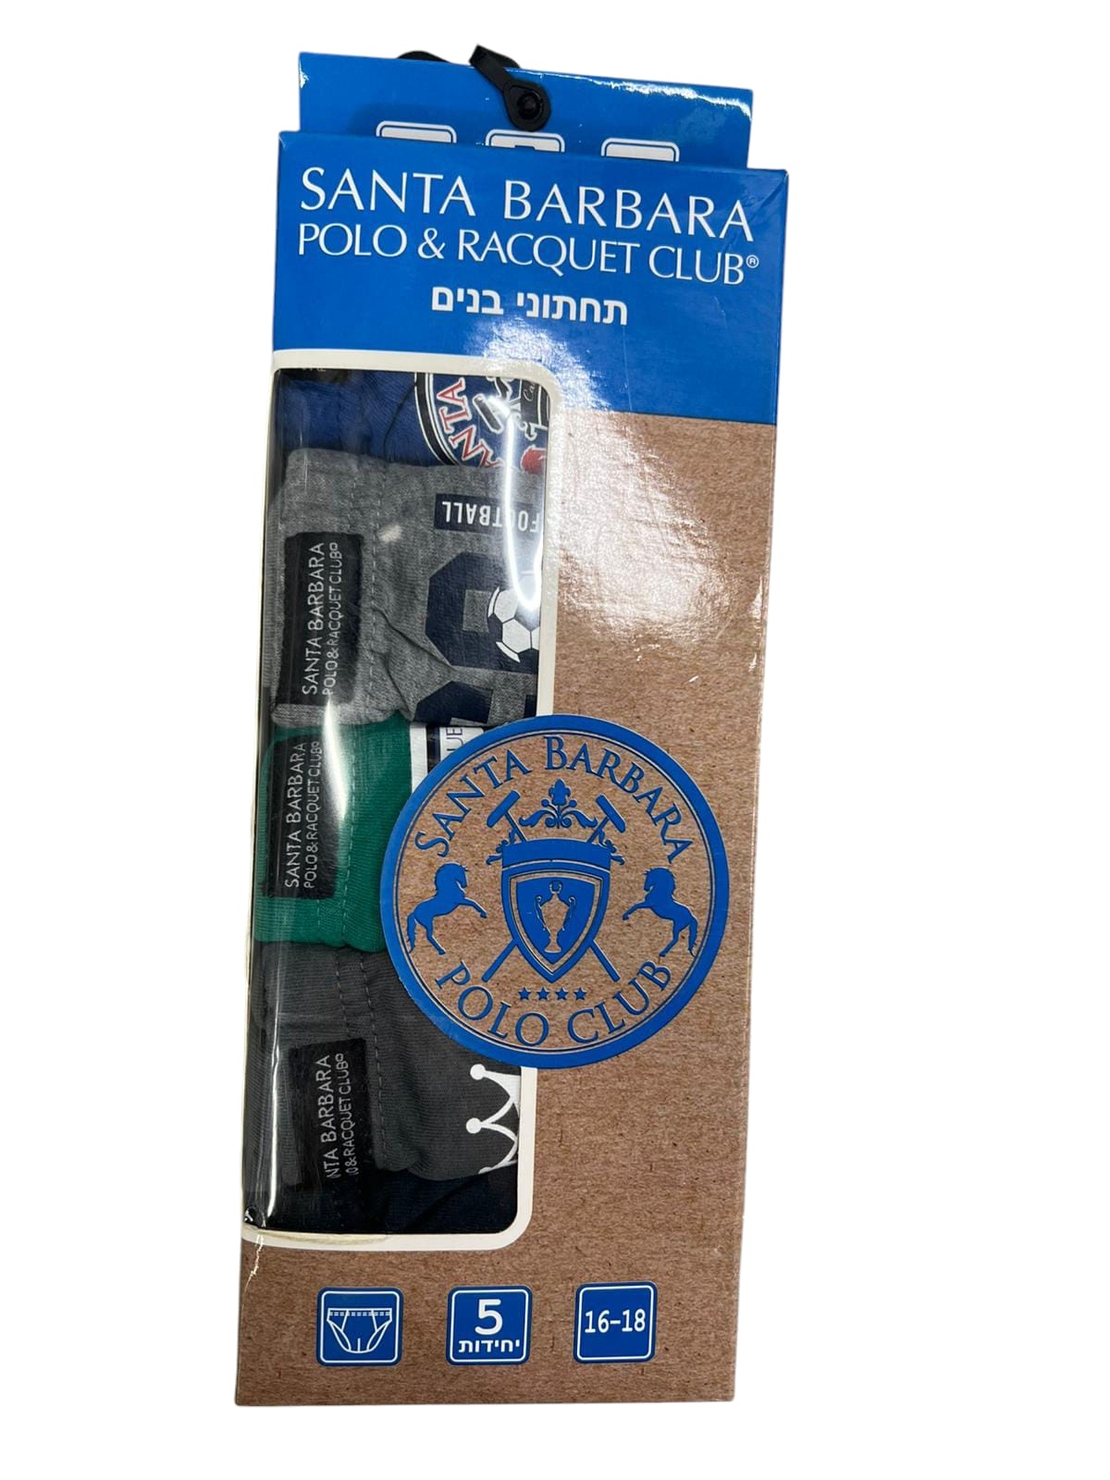 SANTA BARBARA
POLO & RACQUET CLUB®
תחתוני בנים
ANTA
FOOTBALL
SANTA BARBARA
POLO & RACQUET CLUB®
SANTA BARBARA
POLO & RACQUET CLUB®
SANTA BARBARA
POLO CLUB
NTA BARBARA
O & RACQUET CLUB®
5
יחידות
16-18